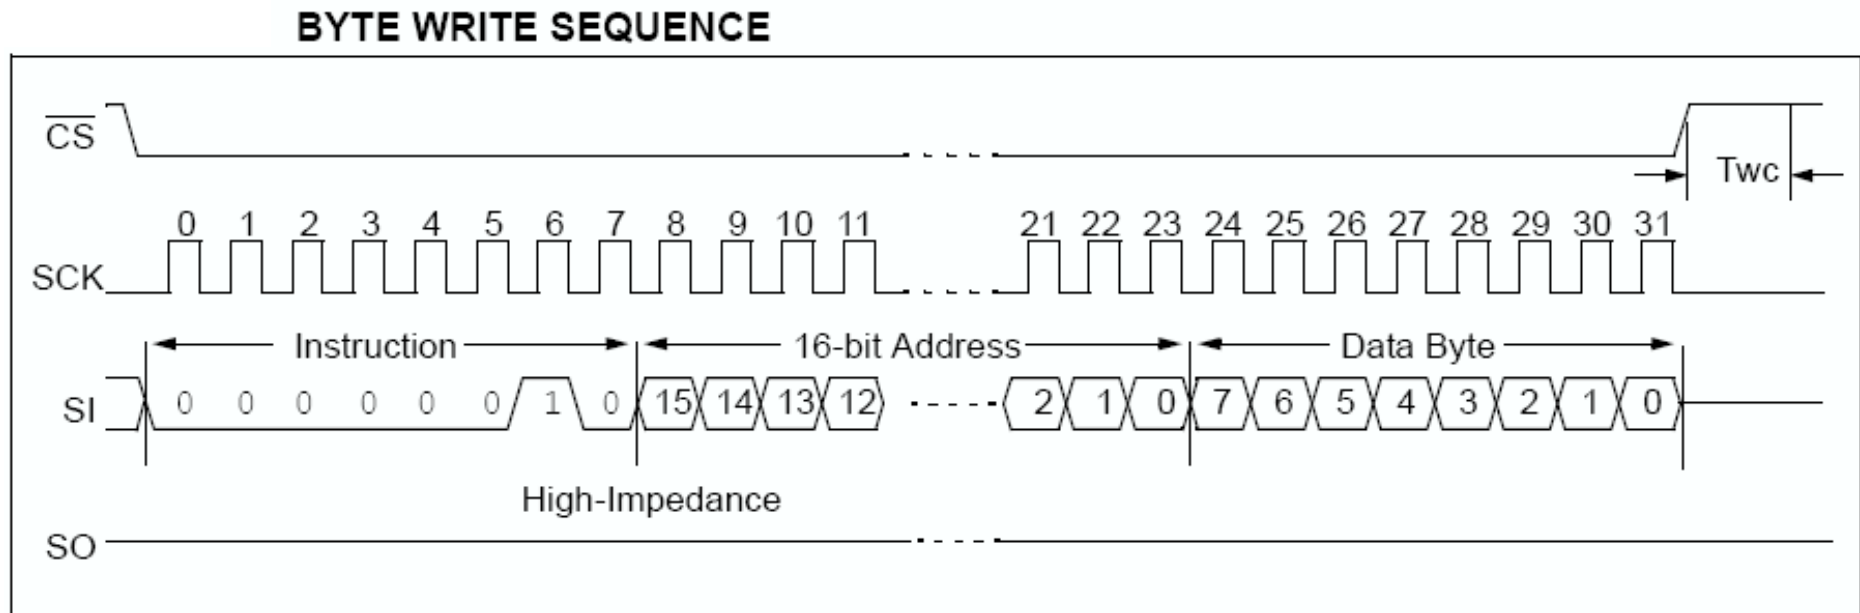 BYTE WRITE SEQUENCE
CS
Twc
0 1 2 3 4 5 6 7 8 9 10 11 21 22 23 24 25 26 27 28 29 30 31
SCK
Instruction 16-bit Address Data Byte
SI 0 0 0 0 0 0 1 0 15 14 13 12 2 1 0 7 6 5 4 3 2 1 0
High-Impedance
SO